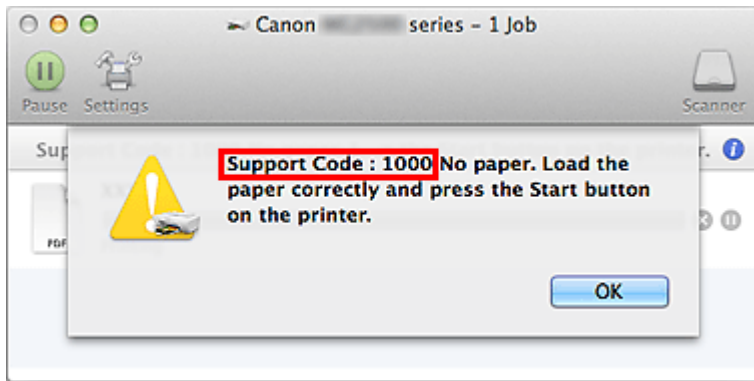 Canon series - 1 Job
Pause Settings Scanner
Support Code : 1000 No paper. Load the
paper correctly and press the Start button
on the printer.
PDF
OK